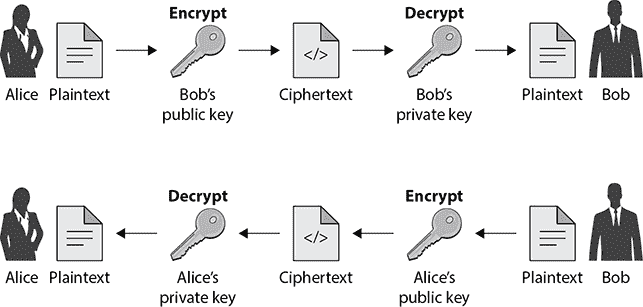 Encrypt Decrypt
</>
Alice Plaintext Bob's Ciphertext Bob's Plaintext Bob
public key private key
Decrypt Encrypt
</>
Alice Plaintext Alice's Ciphertext Alice's Plaintext Bob
private key public key